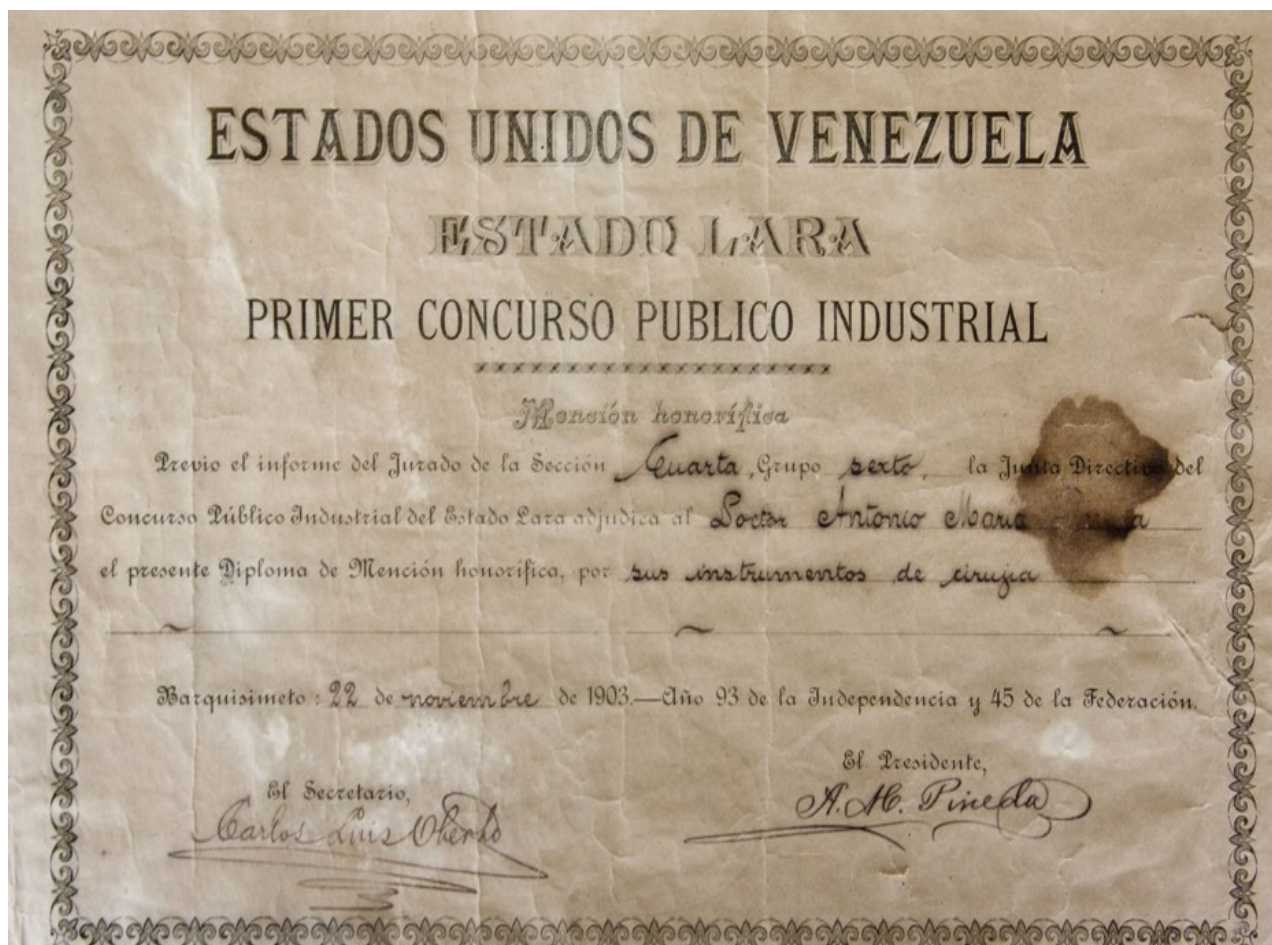 ESTADOS UNIDOS DE VENEZUELA
ESTADO LARA
PRIMER CONCURSO PUBLICO INDUSTRIAL
Mención honorífica
Previo el informe del Jurado de la Sección Cuarta, Grupo sexto, la Junta Directiva del
Concurso Público Industrial del Estado Lara adjudica al Doctor Antonio Maria
el presente Diploma de Mención honorífica, por sus instrumentos de cirujia
Barquisimeto: 22 de noviembre de 1903.—Año 93 de la Independencia y 45 de la Federación.
El Presidente,
A. M. Pineda
El Secretario,
Carlos Luis Oberto